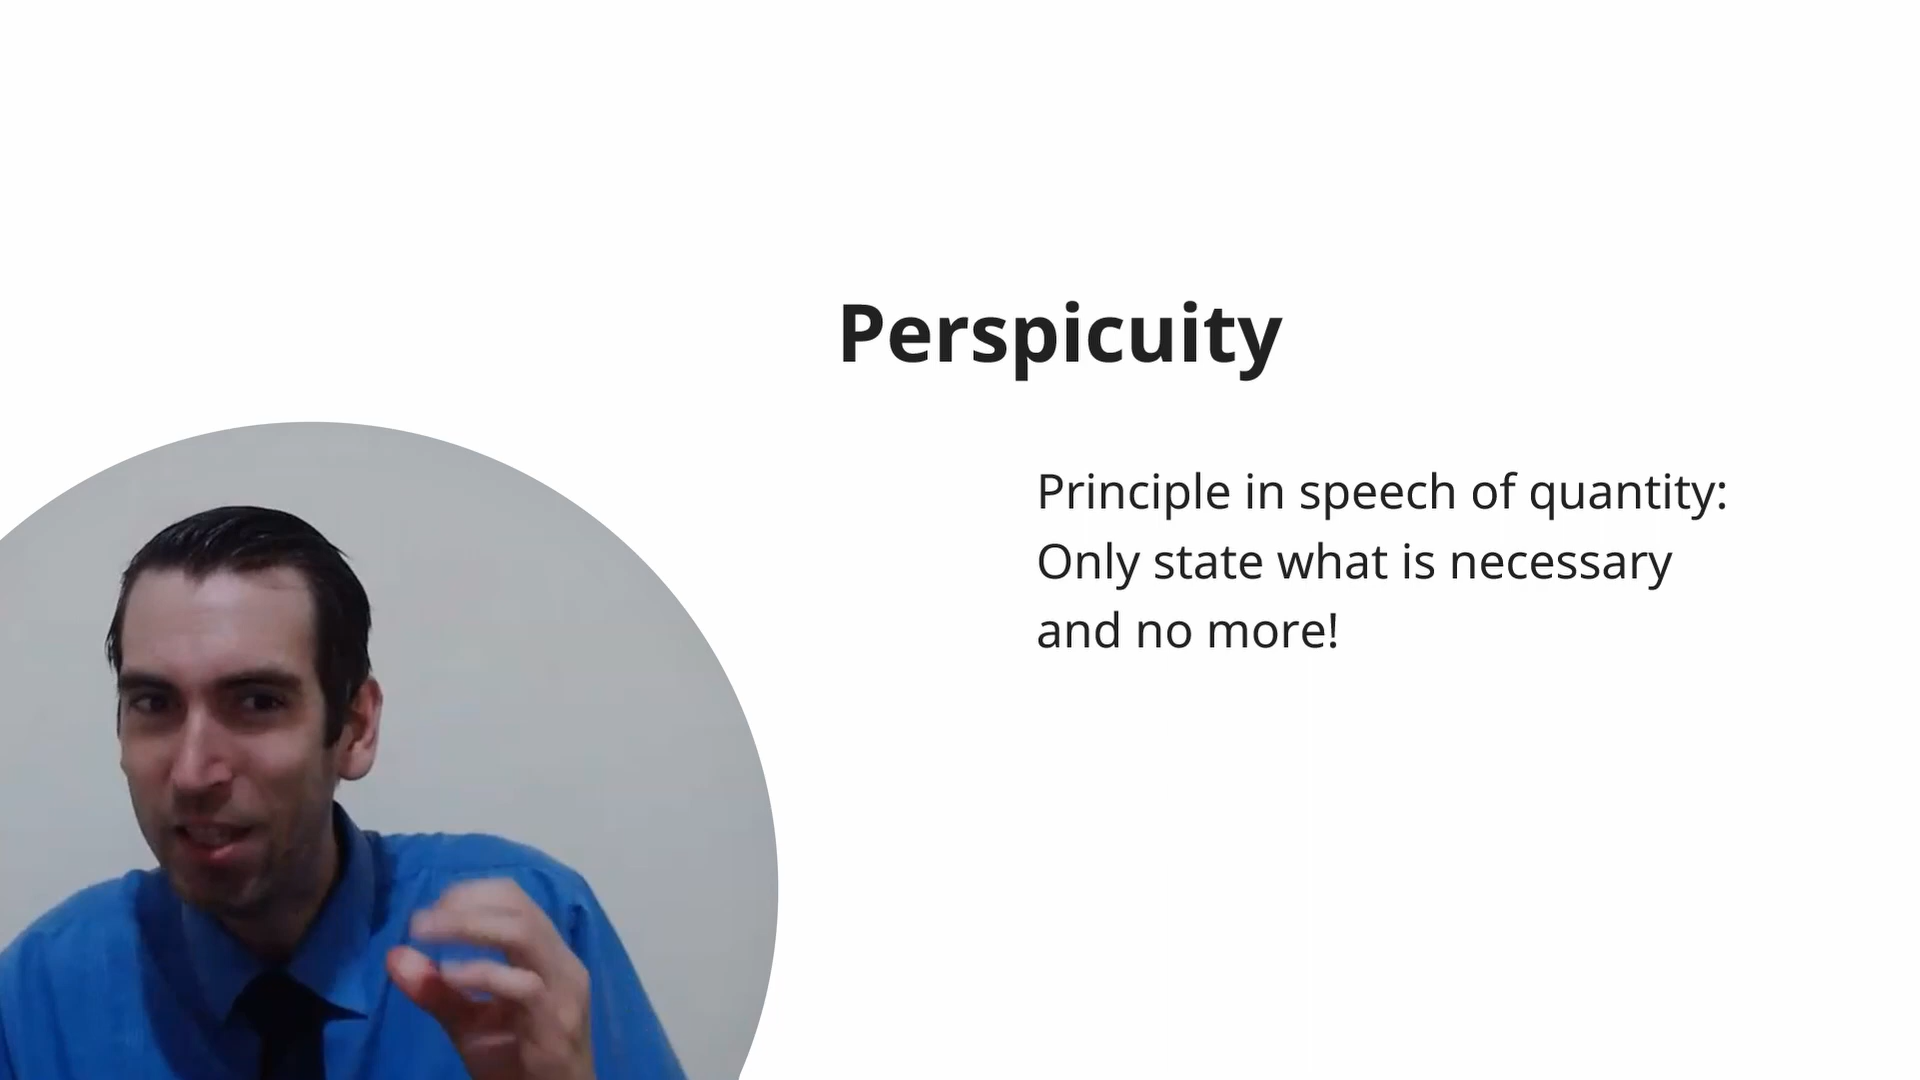 Perspicuity
Principle in speech of quantity:
Only state what is necessary
and no more!